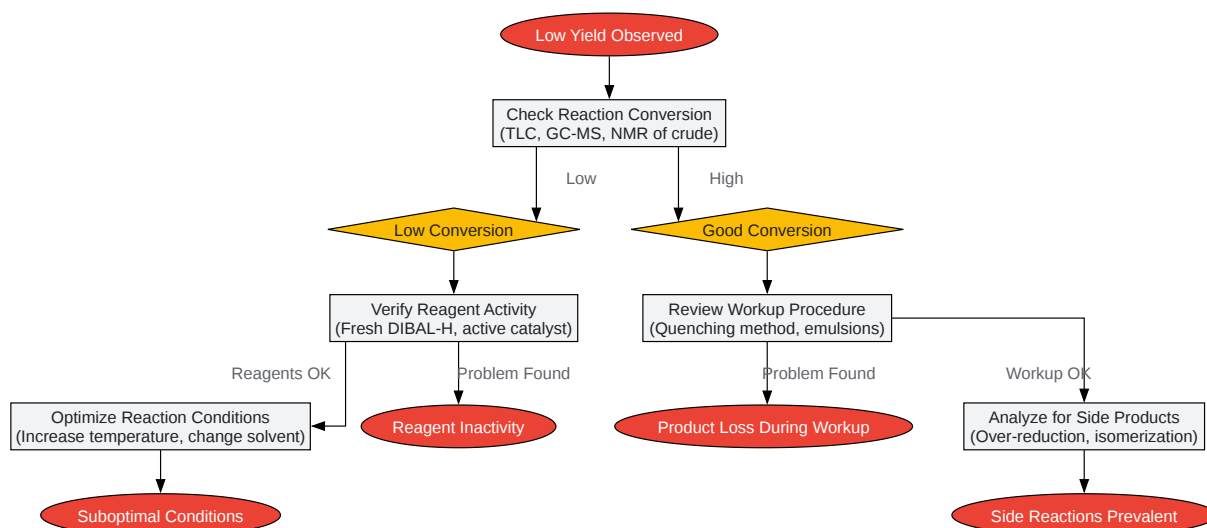 Low Yield Observed
Check Reaction Conversion
(TLC, GC-MS, NMR of crude)
Low
High
Low Conversion
Good Conversion
Verify Reagent Activity
(Fresh DIBAL-H, active catalyst)
Review Workup Procedure
(Quenching method, emulsions)
Reagents OK
Problem Found
Problem Found
Workup OK
Optimize Reaction Conditions
(Increase temperature, change solvent)
Reagent Inactivity
Product Loss During Workup
Analyze for Side Products
(Over-reduction, isomerization)
Suboptimal Conditions
Side Reactions Prevalent